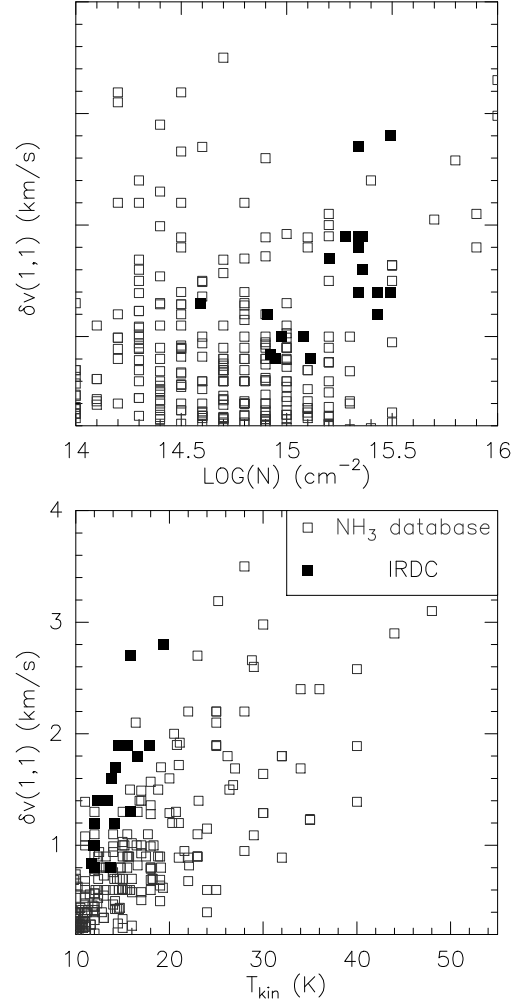 δv(1,1) (km/s)
14 14.5 15 15.5 16
LOG(N) (cm⁻²)
4
3
2
1
δv(1,1) (km/s)
NH₃ database
IRDC
10 20 30 40 50
T_kin (K)